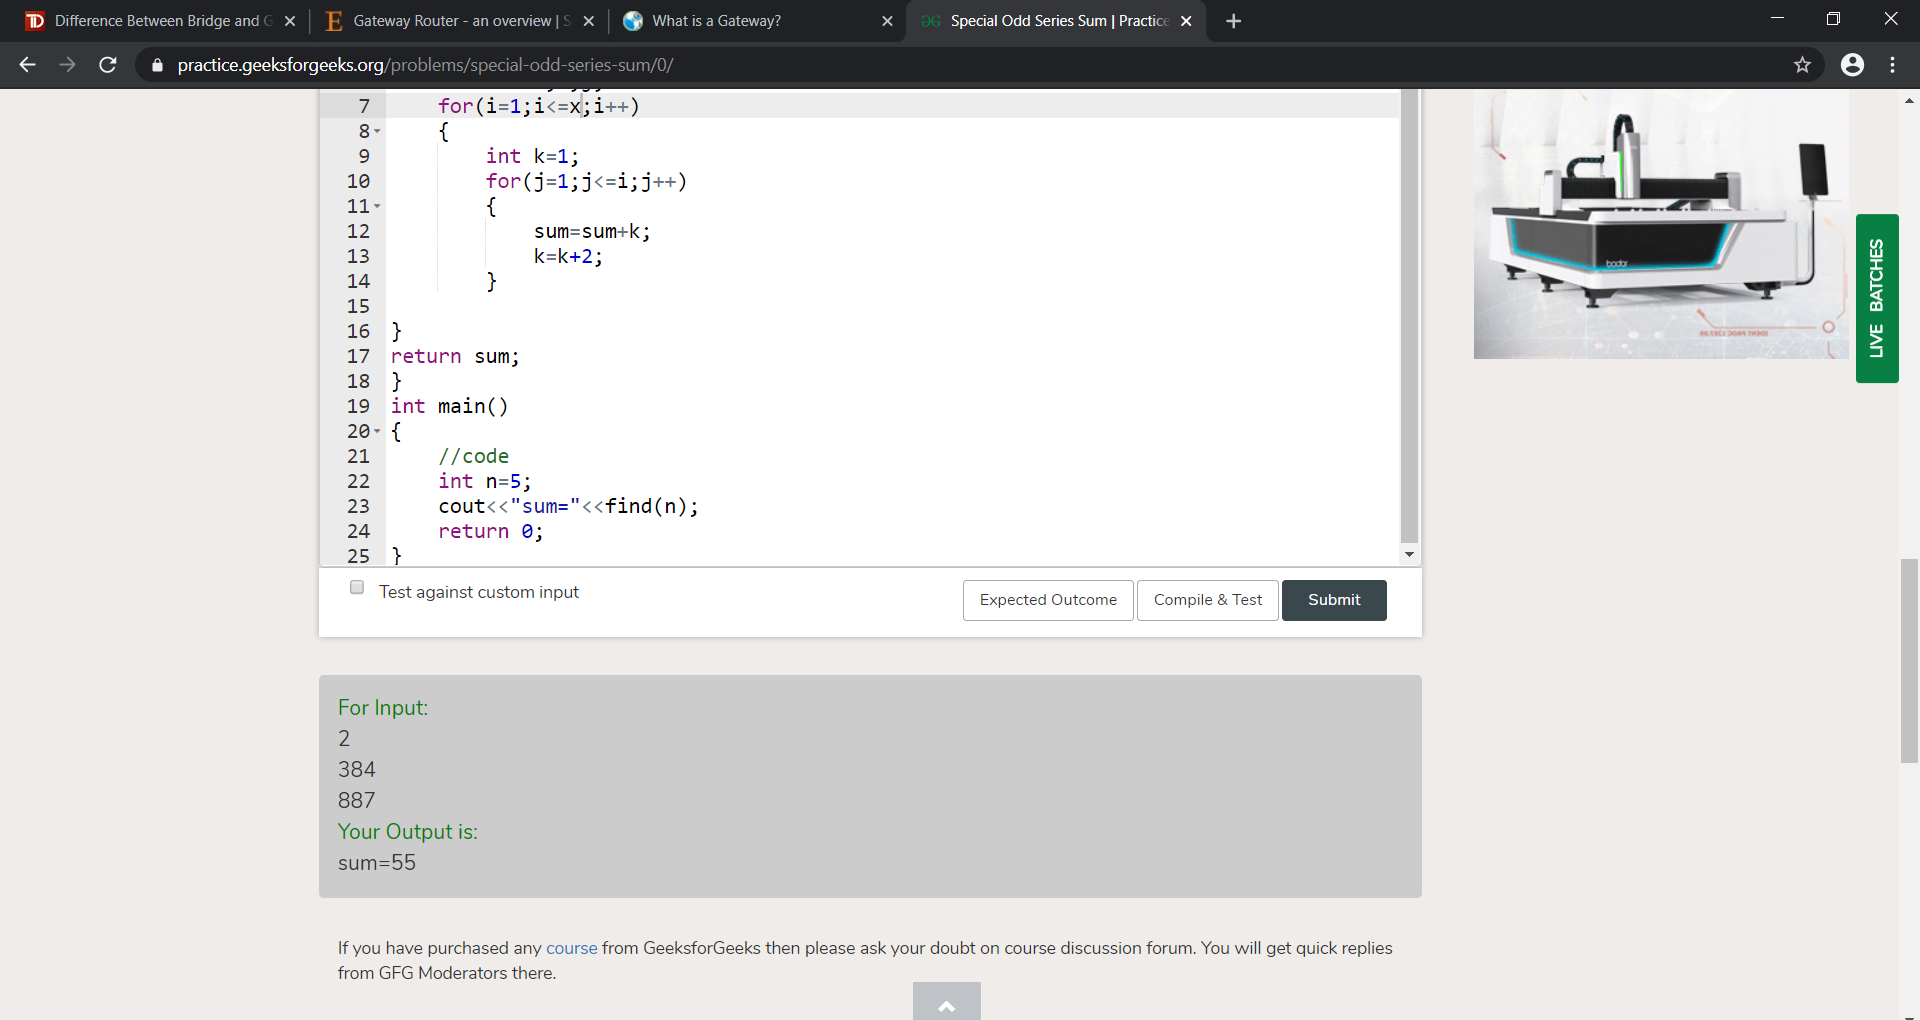 Difference Between Bridge and G
Gateway Router - an overview | S
What is a Gateway?
Special Odd Series Sum | Practice
practice.geeksforgeeks.org/problems/special-odd-series-sum/0/
7 for(i=1;i<=x;i++)
8 {
9 int k=1;
10 for(j=1;j<=i;j++)
11 {
12 sum=sum+k;
13 k=k+2;
14 }
15
16 }
17 return sum;
18 }
19 int main()
20 {
21 //code
22 int n=5;
23 cout<<"sum="<<find(n);
24 return 0;
25 }
bodor
LIVE BATCHES
Test against custom input
Expected Outcome
Compile & Test
Submit
For Input:
2
384
887
Your Output is:
sum=55
If you have purchased any course from GeeksforGeeks then please ask your doubt on course discussion forum. You will get quick replies
from GFG Moderators there.